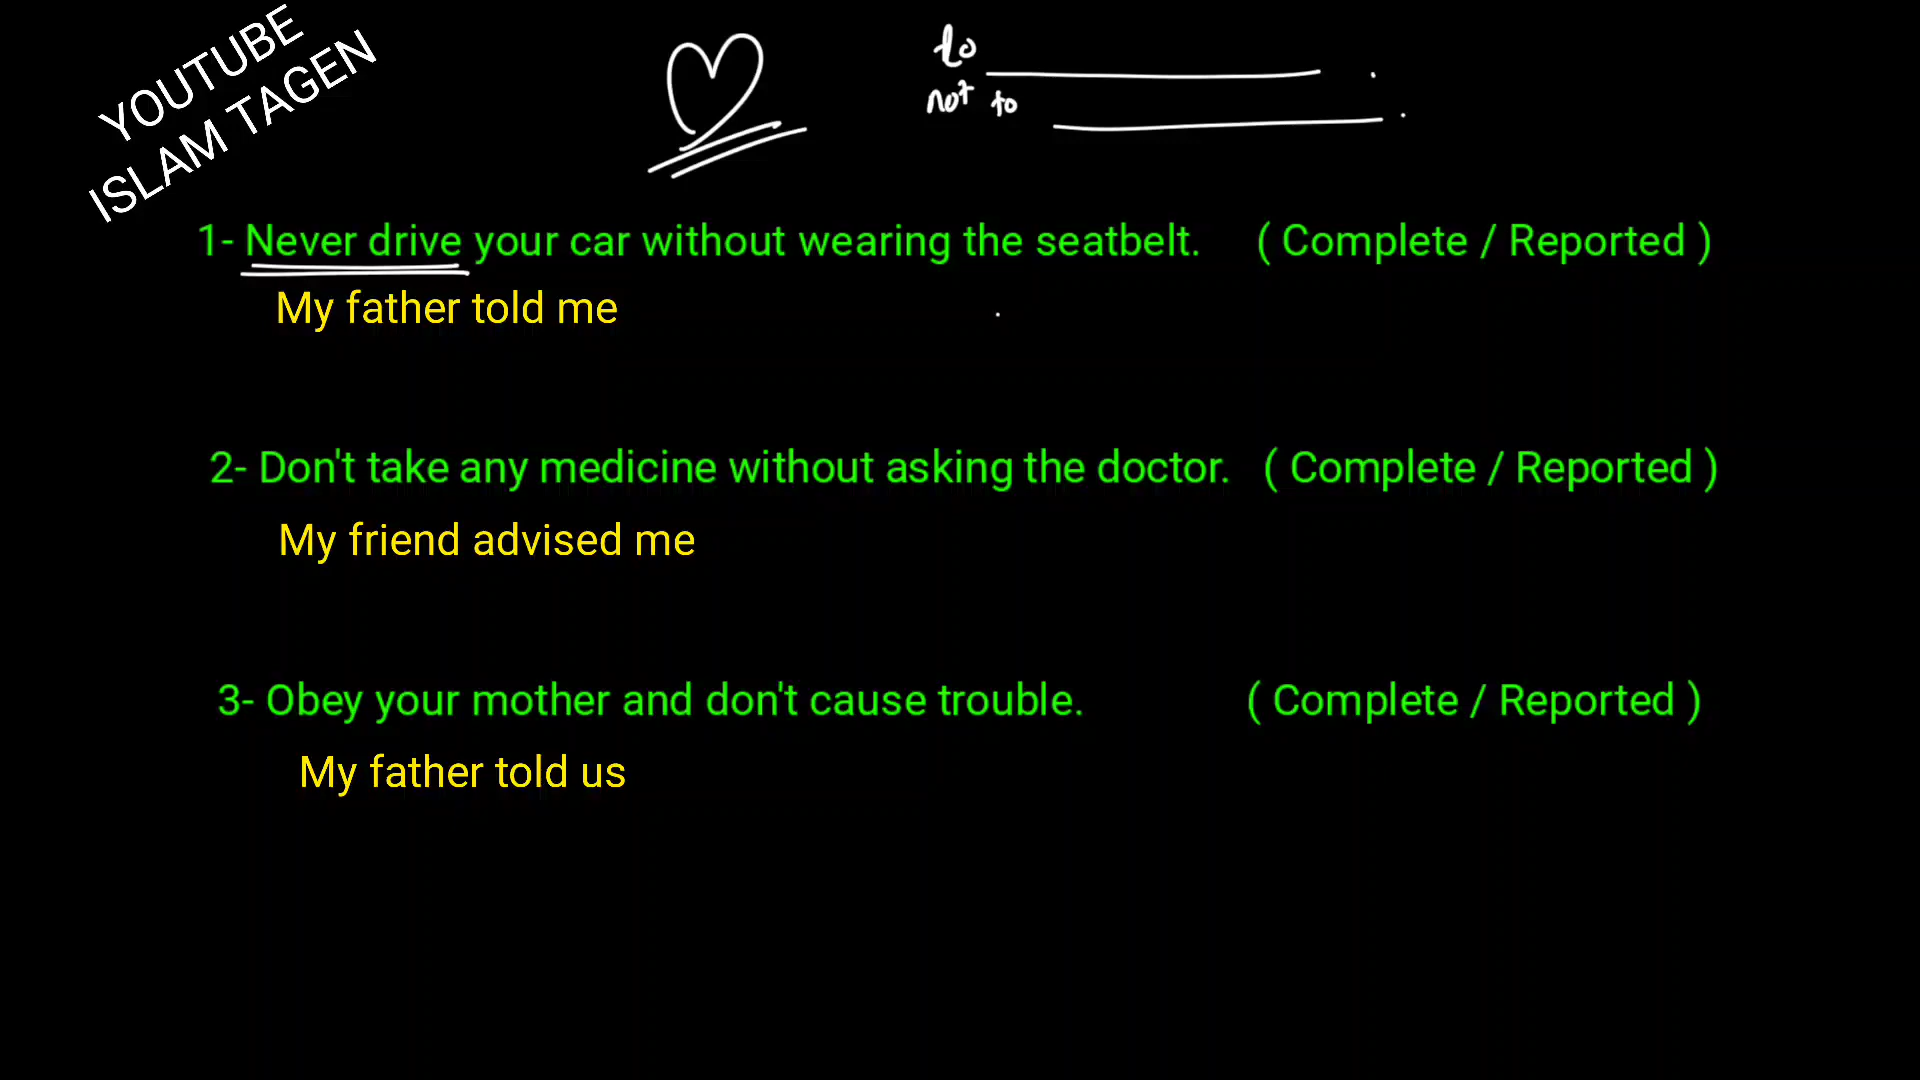 YOUTUBE
ISLAM TAGEN
to
not to
1- Never drive your car without wearing the seatbelt. ( Complete / Reported )
My father told me
2- Don't take any medicine without asking the doctor. ( Complete / Reported )
My friend advised me
3- Obey your mother and don't cause trouble. ( Complete / Reported )
My father told us